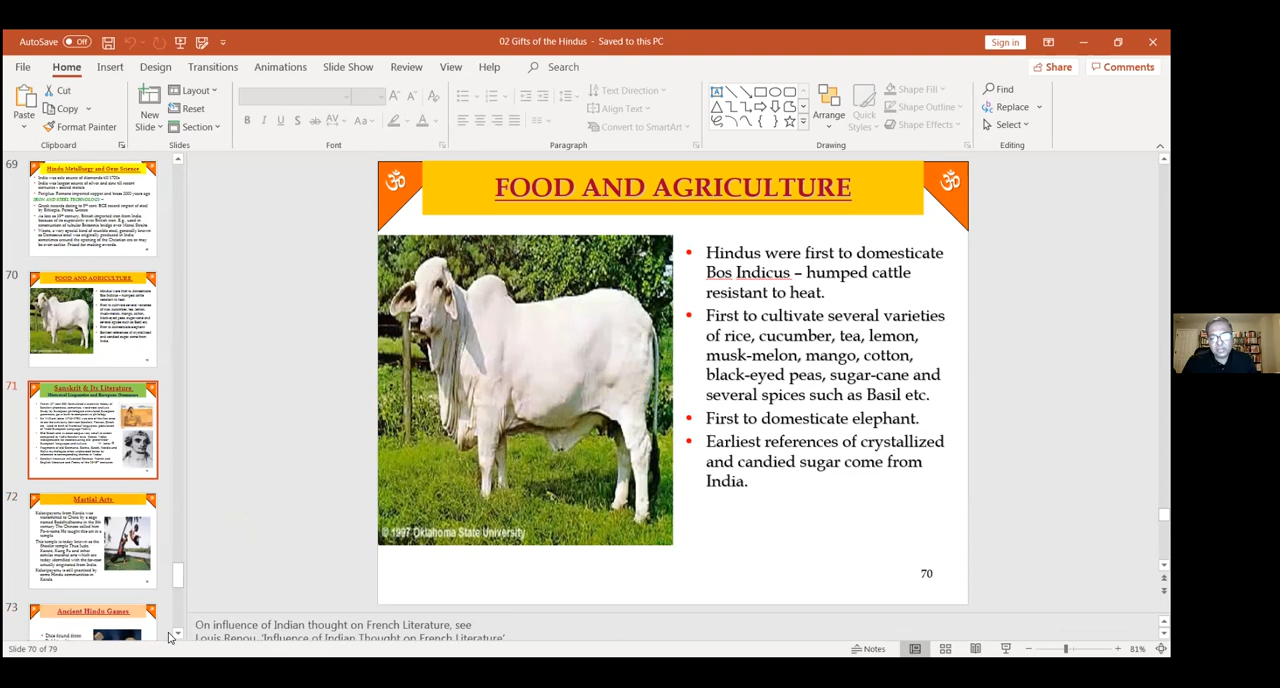 AutoSave Off
02 Gifts of the Hindus - Saved to this PC
Sign in
File Home Insert Design Transitions Animations Slide Show Review View Help Search
Share Comments
Paste
Cut
Copy
Format Painter
Clipboard
New
Slide
Layout
Reset
Section
Slides
Font
Text Direction
Align Text
Convert to SmartArt
Paragraph
Arrange
Quick
Styles
Shape Fill
Shape Outline
Shape Effects
Drawing
Find
Replace
Select
Editing
69
Hindu Metallurgy and Gem Science
70
FOOD AND AGRICULTURE
71
Sanskrit & Its Literature
72
Martial Arts
73
Ancient Hindu Games
ॐ
FOOD AND AGRICULTURE
ॐ
• Hindus were first to domesticate
Bos Indicus – humped cattle
resistant to heat.
• First to cultivate several varieties
of rice, cucumber, tea, lemon,
musk-melon, mango, cotton,
black-eyed peas, sugar-cane and
several spices such as Basil etc.
• First to domesticate elephant.
• Earliest references of crystallized
and candied sugar come from
India.
© 1997 Oklahoma State University
70
On influence of Indian thought on French Literature, see
Louis Renou, 'Influence of Indian Thought on French Literature'
Slide 70 of 79
Notes
81%